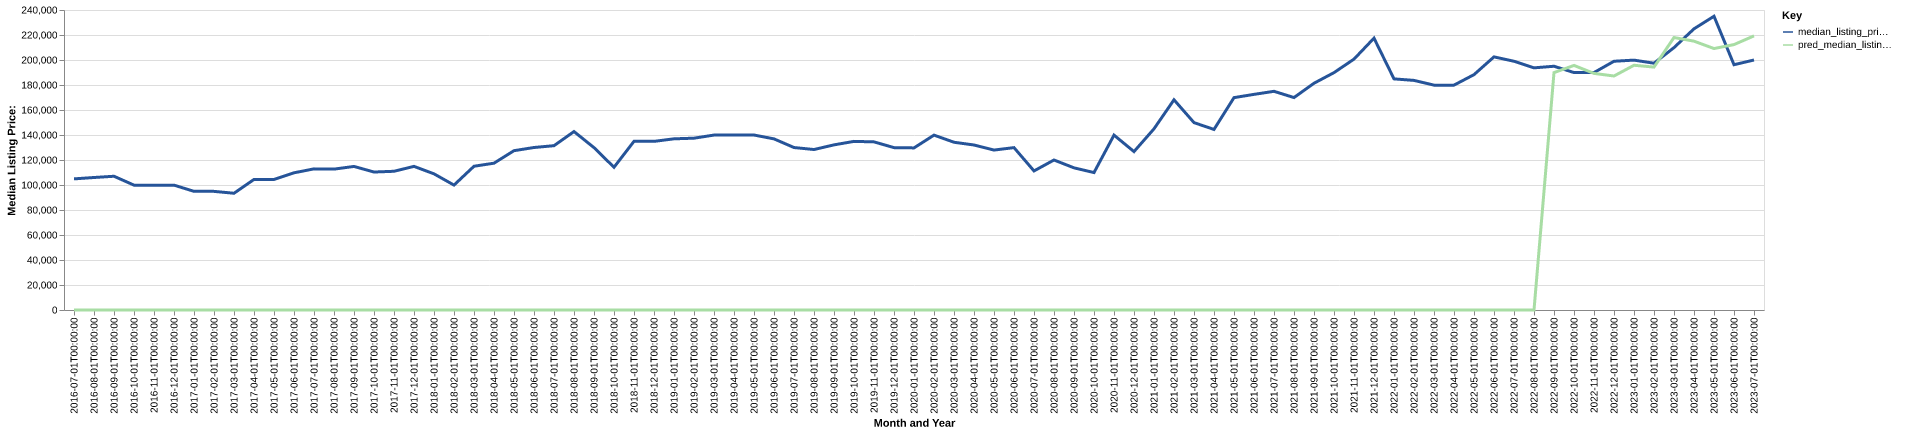 240,000
220,000
200,000
180,000
160,000
140,000
120,000
100,000
80,000
60,000
40,000
20,000
0
Median Listing Price:
2016-07-01T00:00:00
2016-08-01T00:00:00
2016-09-01T00:00:00
2016-10-01T00:00:00
2016-11-01T00:00:00
2016-12-01T00:00:00
2017-01-01T00:00:00
2017-02-01T00:00:00
2017-03-01T00:00:00
2017-04-01T00:00:00
2017-05-01T00:00:00
2017-06-01T00:00:00
2017-07-01T00:00:00
2017-08-01T00:00:00
2017-09-01T00:00:00
2017-10-01T00:00:00
2017-11-01T00:00:00
2017-12-01T00:00:00
2018-01-01T00:00:00
2018-02-01T00:00:00
2018-03-01T00:00:00
2018-04-01T00:00:00
2018-05-01T00:00:00
2018-06-01T00:00:00
2018-07-01T00:00:00
2018-08-01T00:00:00
2018-09-01T00:00:00
2018-10-01T00:00:00
2018-11-01T00:00:00
2018-12-01T00:00:00
2019-01-01T00:00:00
2019-02-01T00:00:00
2019-03-01T00:00:00
2019-04-01T00:00:00
2019-05-01T00:00:00
2019-06-01T00:00:00
2019-07-01T00:00:00
2019-08-01T00:00:00
2019-09-01T00:00:00
2019-10-01T00:00:00
2019-11-01T00:00:00
2019-12-01T00:00:00
2020-01-01T00:00:00
2020-02-01T00:00:00
2020-03-01T00:00:00
2020-04-01T00:00:00
2020-05-01T00:00:00
2020-06-01T00:00:00
2020-07-01T00:00:00
2020-08-01T00:00:00
2020-09-01T00:00:00
2020-10-01T00:00:00
2020-11-01T00:00:00
2020-12-01T00:00:00
2021-01-01T00:00:00
2021-02-01T00:00:00
2021-03-01T00:00:00
2021-04-01T00:00:00
2021-05-01T00:00:00
2021-06-01T00:00:00
2021-07-01T00:00:00
2021-08-01T00:00:00
2021-09-01T00:00:00
2021-10-01T00:00:00
2021-11-01T00:00:00
2021-12-01T00:00:00
2022-01-01T00:00:00
2022-02-01T00:00:00
2022-03-01T00:00:00
2022-04-01T00:00:00
2022-05-01T00:00:00
2022-06-01T00:00:00
2022-07-01T00:00:00
2022-08-01T00:00:00
2022-09-01T00:00:00
2022-10-01T00:00:00
2022-11-01T00:00:00
2022-12-01T00:00:00
2023-01-01T00:00:00
2023-02-01T00:00:00
2023-03-01T00:00:00
2023-04-01T00:00:00
2023-05-01T00:00:00
2023-06-01T00:00:00
2023-07-01T00:00:00
Month and Year
Key
median_listing_pri…
pred_median_listin…